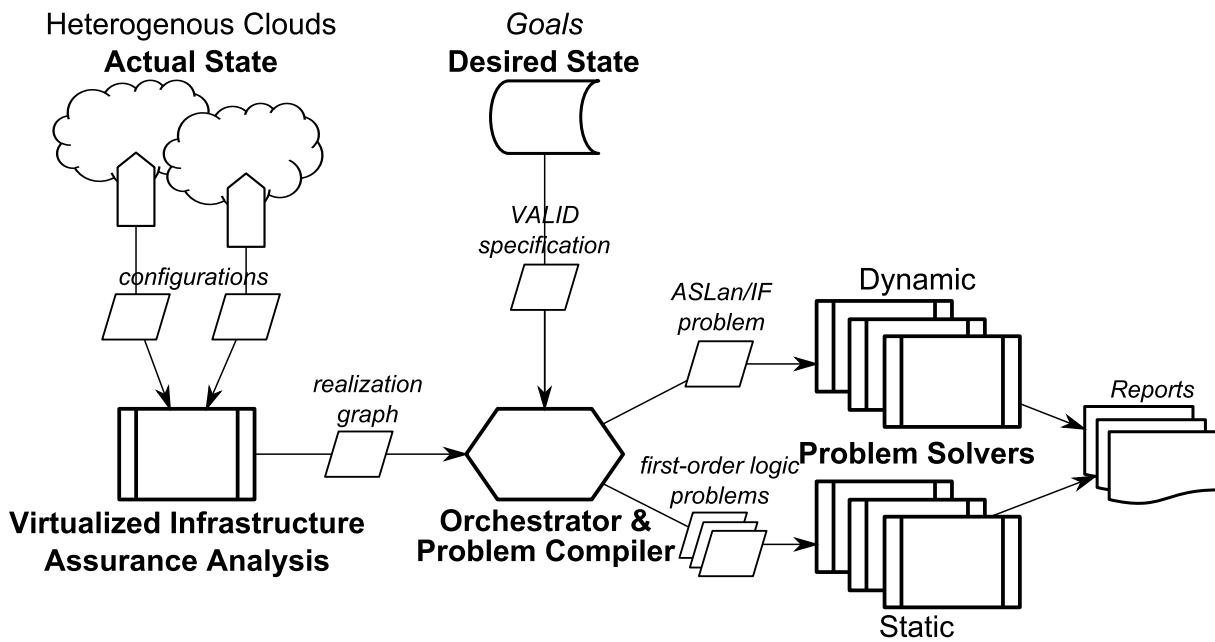 Heterogenous Clouds
Actual State
Goals
Desired State
VALID
specification
configurations
ASLan/IF
problem
Dynamic
realization
graph
Reports
first-order logic
problems
Problem Solvers
Virtualized Infrastructure
Assurance Analysis
Orchestrator &
Problem Compiler
Static